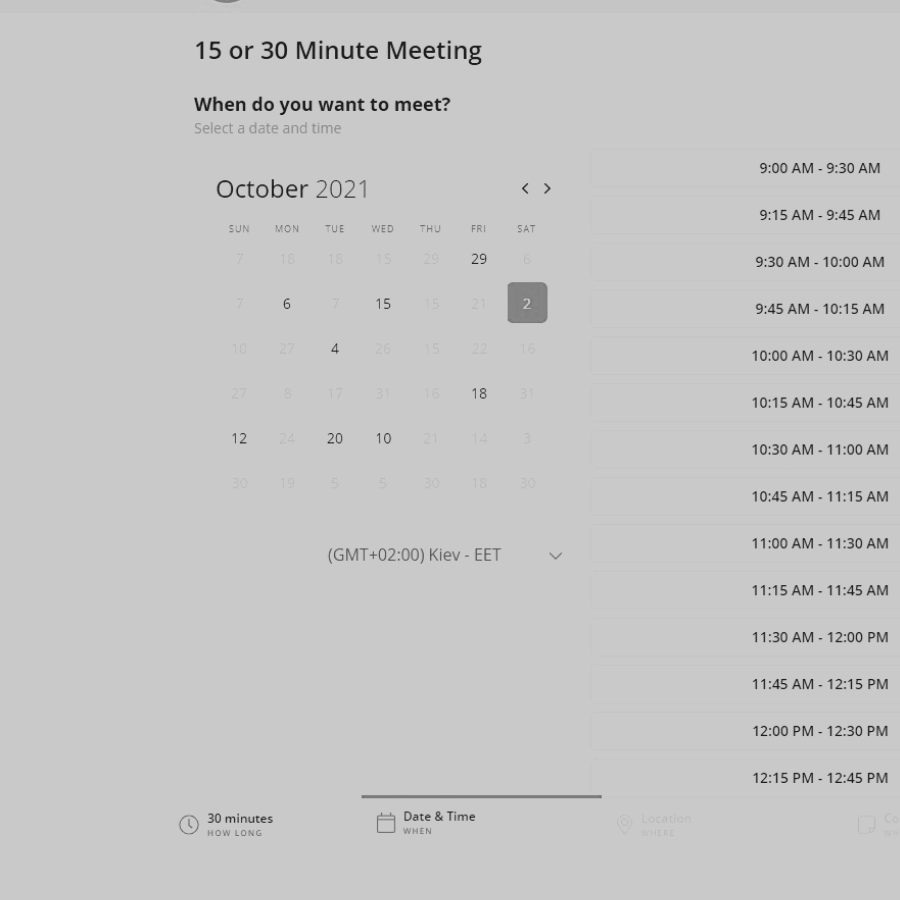 15 or 30 Minute Meeting
When do you want to meet?
Select a date and time
October 2021
SUN MON TUE WED THU FRI SAT
7 18 18 15 29 29 6
7 6 7 15 15 21 2
10 27 4 26 15 22 16
27 8 17 31 16 18 31
12 24 20 10 21 14 3
30 19 5 5 30 18 30
(GMT+02:00) Kiev - EET
9:00 AM - 9:30 AM
9:15 AM - 9:45 AM
9:30 AM - 10:00 AM
9:45 AM - 10:15 AM
10:00 AM - 10:30 AM
10:15 AM - 10:45 AM
10:30 AM - 11:00 AM
10:45 AM - 11:15 AM
11:00 AM - 11:30 AM
11:15 AM - 11:45 AM
11:30 AM - 12:00 PM
11:45 AM - 12:15 PM
12:00 PM - 12:30 PM
12:15 PM - 12:45 PM
30 minutes
HOW LONG
Date & Time
WHEN
Location
WHERE